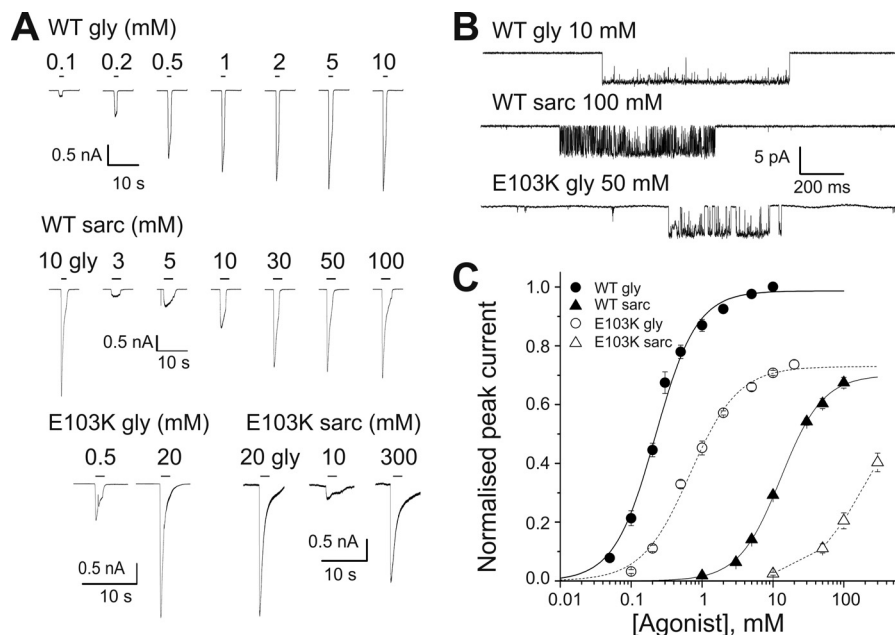 A
WT gly (mM)
0.1 0.2 0.5 1 2 5 10
0.5 nA
10 s
WT sarc (mM)
10 gly 3 5 10 30 50 100
0.5 nA
10 s
E103K gly (mM)
0.5 20
0.5 nA
10 s
E103K sarc (mM)
20 gly 10 300
0.5 nA
10 s
B
WT gly 10 mM
WT sarc 100 mM
5 pA
200 ms
E103K gly 50 mM
C
WT gly
WT sarc
E103K gly
E103K sarc
Normalised peak current
1.0
0.8
0.6
0.4
0.2
0.0
0.01 0.1 1 10 100
[Agonist], mM